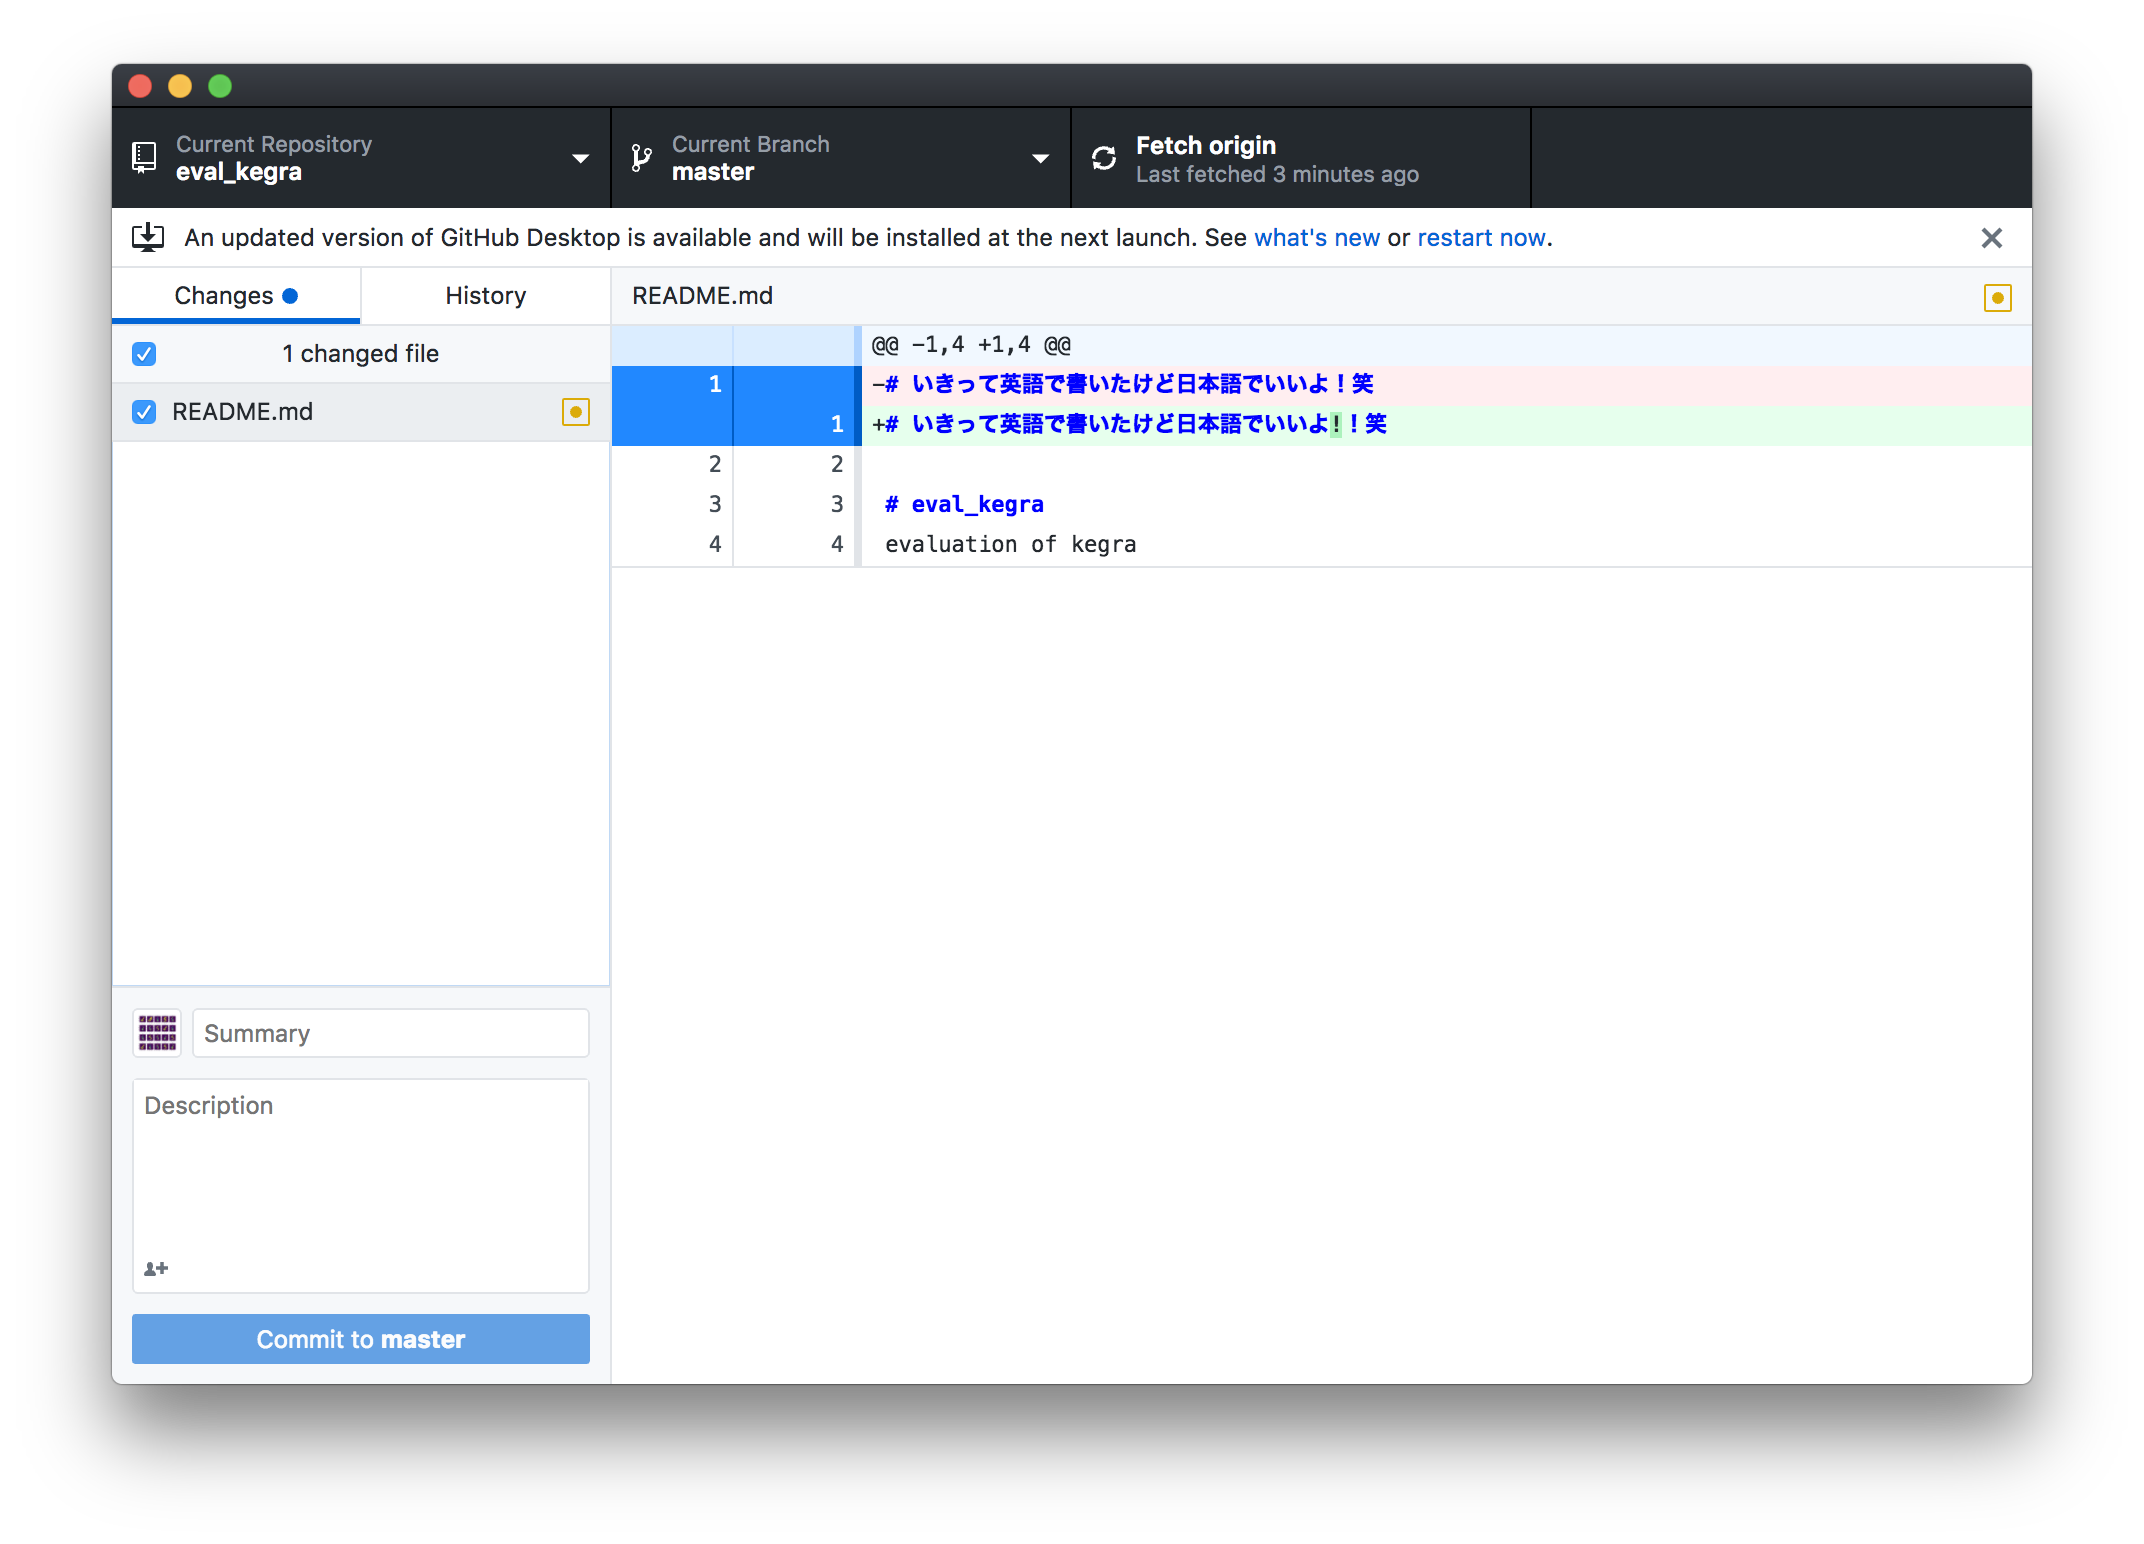 Current Repository
eval_kegra
Current Branch
master
Fetch origin
Last fetched 3 minutes ago
An updated version of GitHub Desktop is available and will be installed at the next launch. See what's new or restart now.
Changes
History
README.md
1 changed file
README.md
@@ -1,4 +1,4 @@
1 -# いきって英語で書いたけど日本語でいいよ！笑
1 +# いきって英語で書いたけど日本語でいいよ!！笑
2 2
3 3 # eval_kegra
4 4 evaluation of kegra
Summary
Description
Commit to master